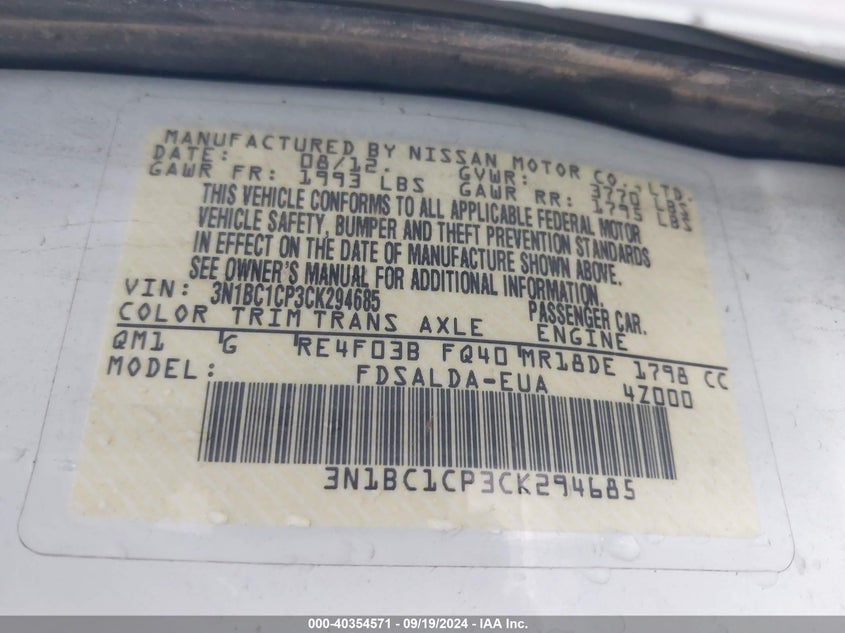 MANUFACTURED BY NISSAN MOTOR CO.,LTD.
DATE: 08/12. GVWR: 3770 LBS
GAWR FR: 1993 LBS GAWR RR: 1795 LBS
THIS VEHICLE CONFORMS TO ALL APPLICABLE FEDERAL MOTOR
VEHICLE SAFETY, BUMPER AND THEFT PREVENTION STANDARDS
IN EFFECT ON THE DATE OF MANUFACTURE SHOWN ABOVE.
SEE OWNER'S MANUAL FOR ADDITIONAL INFORMATION.
VIN: 3N1BC1CP3CK294685 PASSENGER CAR.
COLOR TRIM TRANS AXLE ENGINE
QM1 G RE4F03B FQ40 MR18DE 1798 CC
MODEL: FDSALDA-EUA 4Z000
3N1BC1CP3CK294685
000-40354571 - 09/19/2024 - IAA Inc.